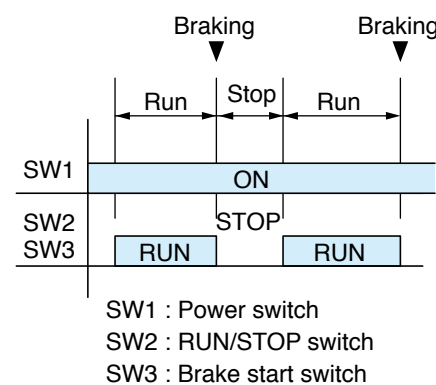 Braking Braking
Run Stop Run
SW1 ON
SW2 STOP
SW3 RUN RUN
SW1 : Power switch
SW2 : RUN/STOP switch
SW3 : Brake start switch